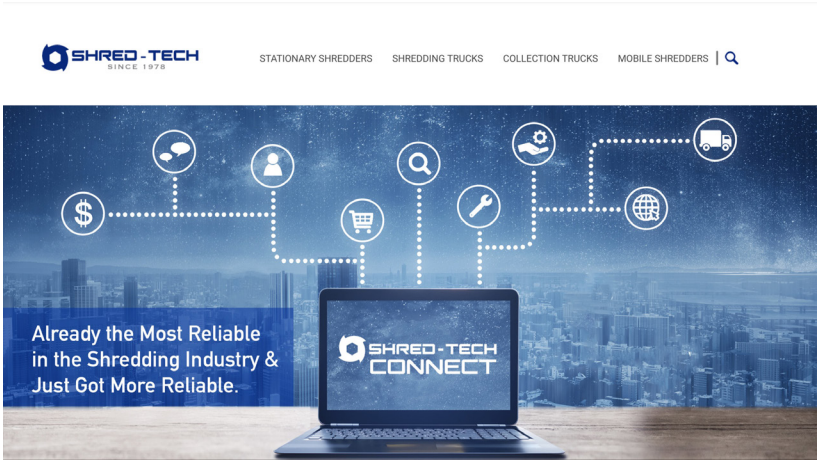 SHRED-TECH
SINCE 1978
STATIONARY SHREDDERS SHREDDING TRUCKS COLLECTION TRUCKS MOBILE SHREDDERS
$
Already the Most Reliable
in the Shredding Industry &
Just Got More Reliable.
SHRED-TECH
CONNECT